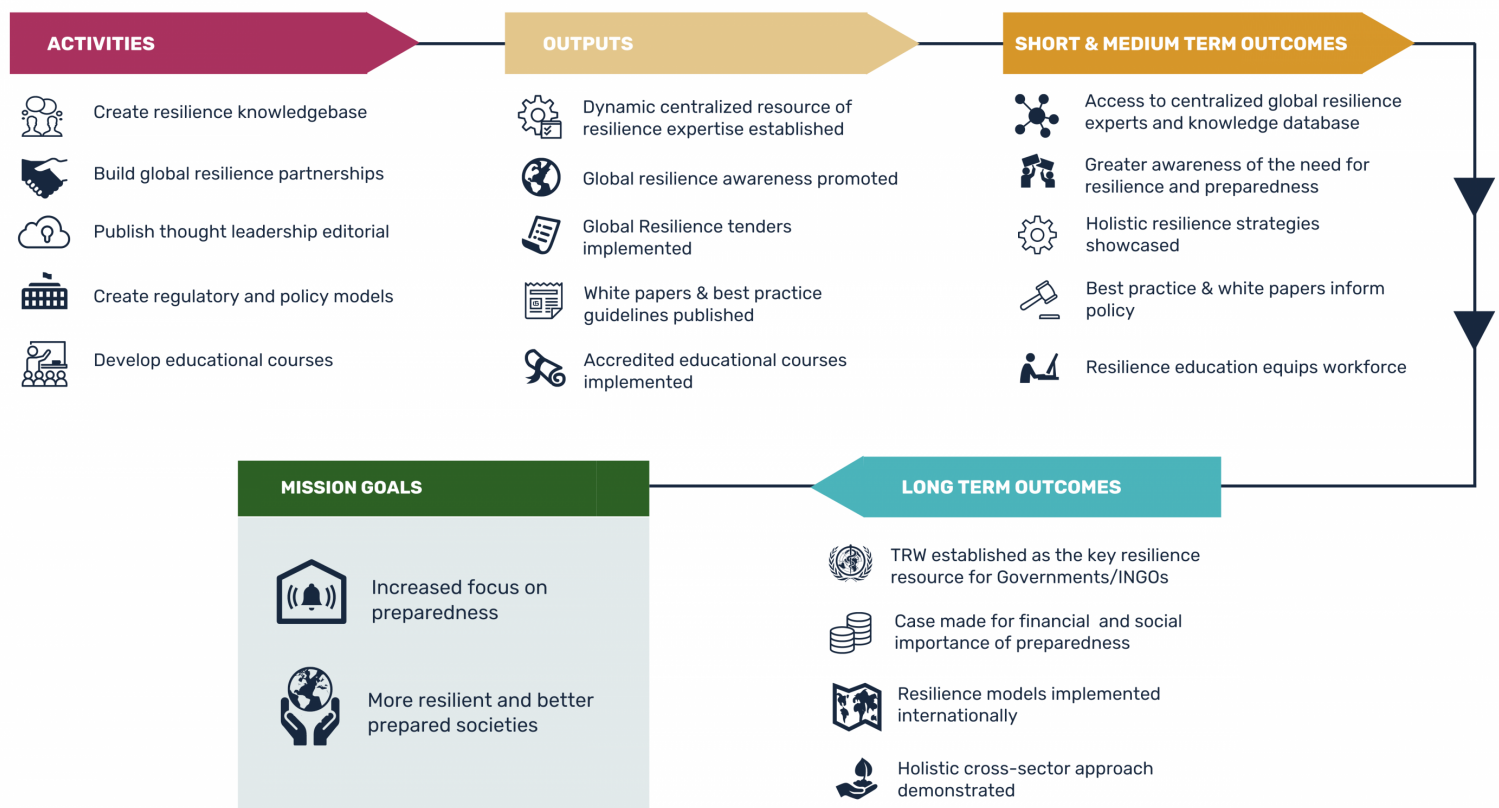 ACTIVITIES
Create resilience knowledgebase
Build global resilience partnerships
Publish thought leadership editorial
Create regulatory and policy models
Develop educational courses
OUTPUTS
Dynamic centralized resource of
resilience expertise established
Global resilience awareness promoted
Global Resilience tenders
implemented
White papers & best practice
guidelines published
Accredited educational courses
implemented
SHORT & MEDIUM TERM OUTCOMES
Access to centralized global resilience
experts and knowledge database
Greater awareness of the need for
resilience and preparedness
Holistic resilience strategies
showcased
Best practice & white papers inform
policy
Resilience education equips workforce
LONG TERM OUTCOMES
TRW established as the key resilience
resource for Governments/INGOs
Case made for financial and social
importance of preparedness
Resilience models implemented
internationally
Holistic cross-sector approach
demonstrated
MISSION GOALS
Increased focus on
preparedness
More resilient and better
prepared societies